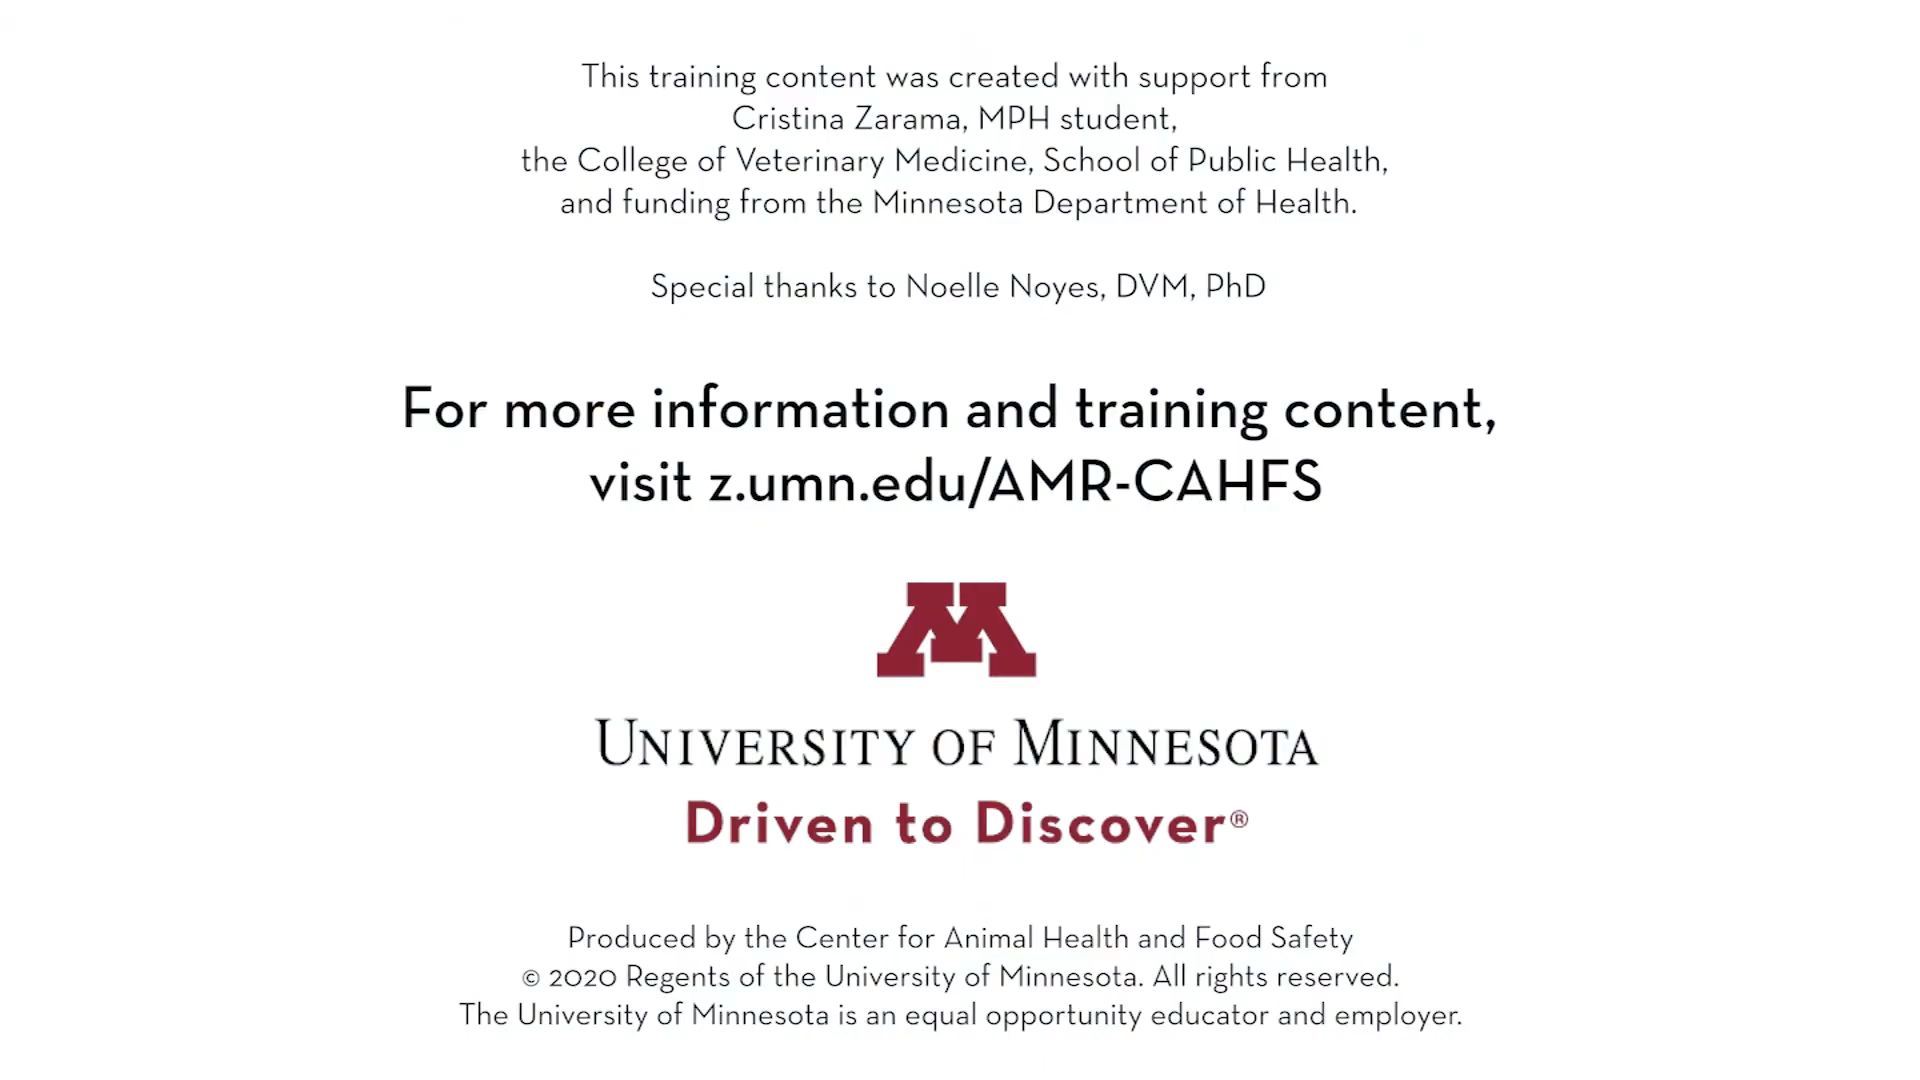 This training content was created with support from
Cristina Zarama, MPH student,
the College of Veterinary Medicine, School of Public Health,
and funding from the Minnesota Department of Health.
Special thanks to Noelle Noyes, DVM, PhD
For more information and training content,
visit z.umn.edu/AMR-CAHFS
M
University of Minnesota
Driven to Discover®
Produced by the Center for Animal Health and Food Safety
© 2020 Regents of the University of Minnesota. All rights reserved.
The University of Minnesota is an equal opportunity educator and employer.